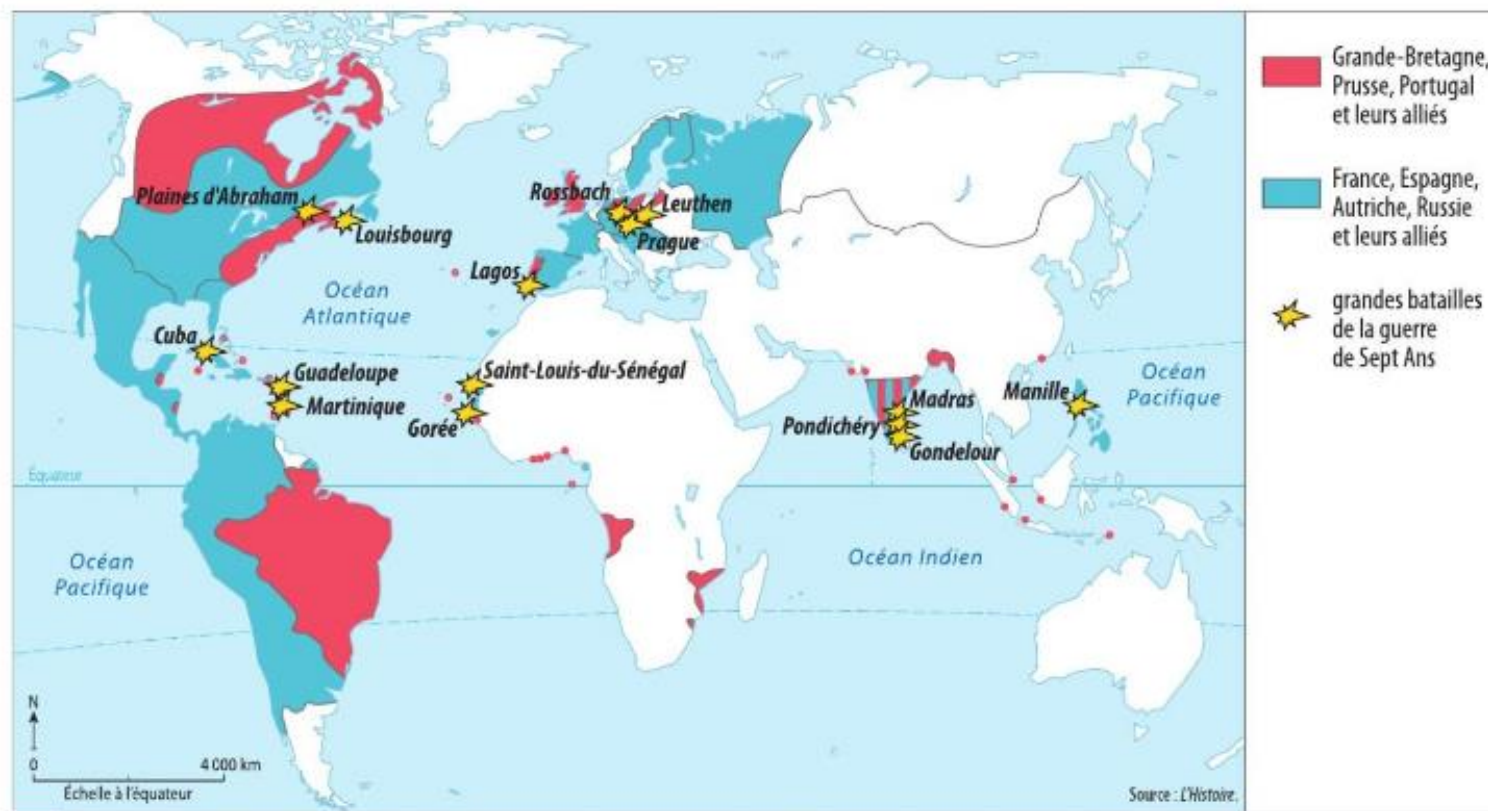 Plaines d'Abraham
Louisbourg
Rossbach
Leuthen
Prague
Lagos
Océan
Atlantique
Cuba
Guadeloupe
Martinique
Saint-Louis-du-Sénégal
Gorée
Madras
Pondichéry
Gondelour
Manille
Océan
Pacifique
Équateur
Océan
Pacifique
Océan Indien
N
0 4 000 km
Échelle à l'équateur
Source : L'Histoire.
Grande-Bretagne,
Prusse, Portugal
et leurs alliés
France, Espagne,
Autriche, Russie
et leurs alliés
grandes batailles
de la guerre
de Sept Ans